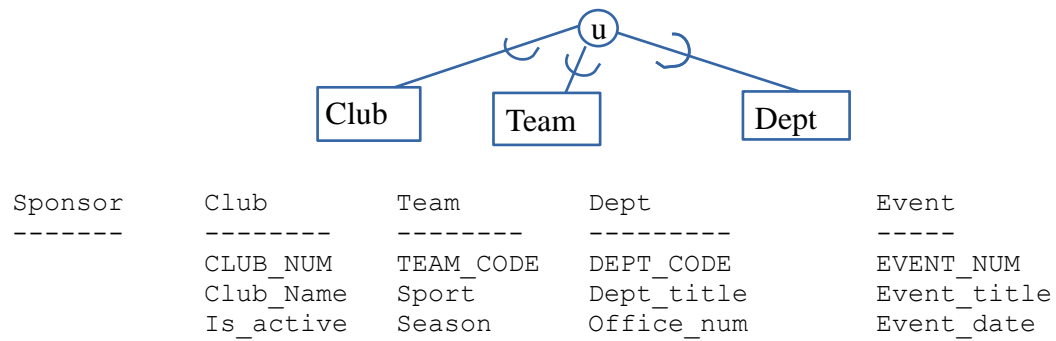 u
Club
Team
Dept
Sponsor Club Team Dept Event
------- -------- -------- --------- -----
CLUB_NUM TEAM_CODE DEPT_CODE EVENT_NUM
Club_Name Sport Dept_title Event_title
Is_active Season Office_num Event_date